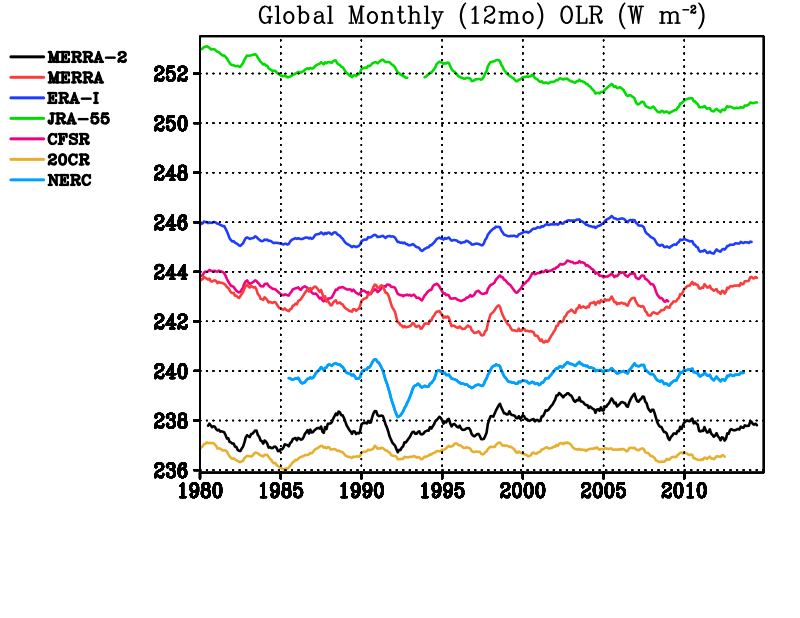 Global Monthly (12mo) OLR (W m⁻²)
MERRA-2
MERRA
ERA-I
JRA-55
CFSR
20CR
NERC
252
250
248
246
244
242
240
238
236
1980 1985 1990 1995 2000 2005 2010